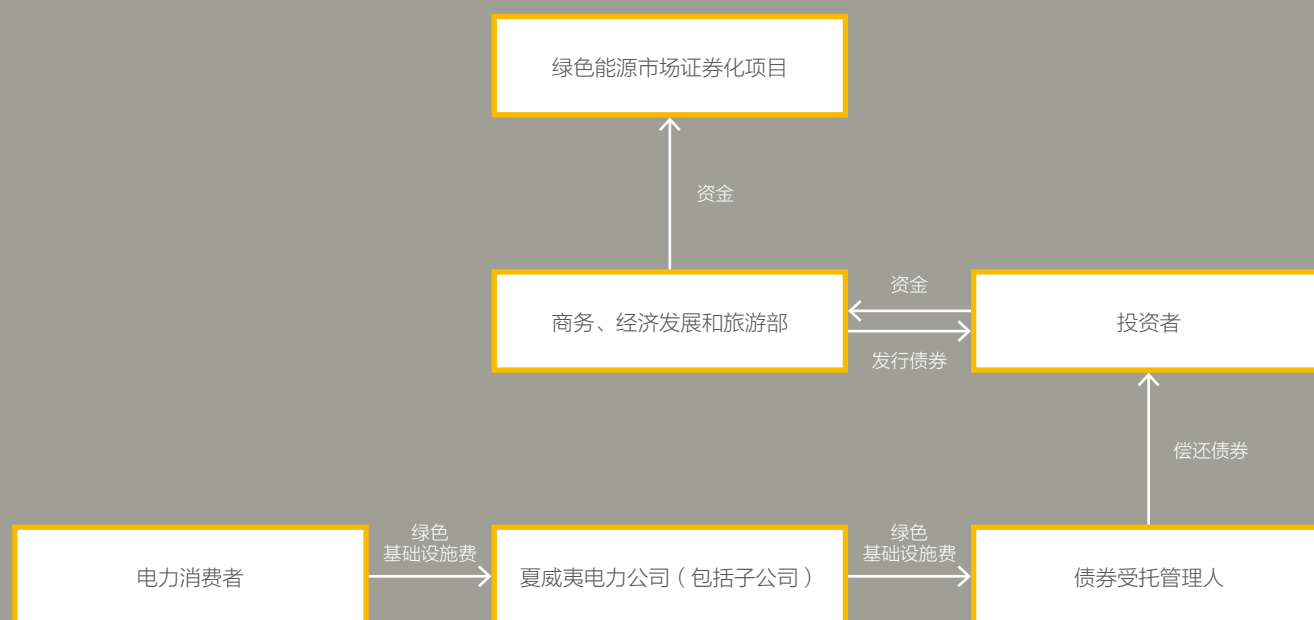 绿色能源市场证券化项目
资金
资金
商务、经济发展和旅游部
投资者
发行债券
偿还债券
绿色
基础设施费
绿色
基础设施费
电力消费者
夏威夷电力公司（包括子公司）
债券受托管理人